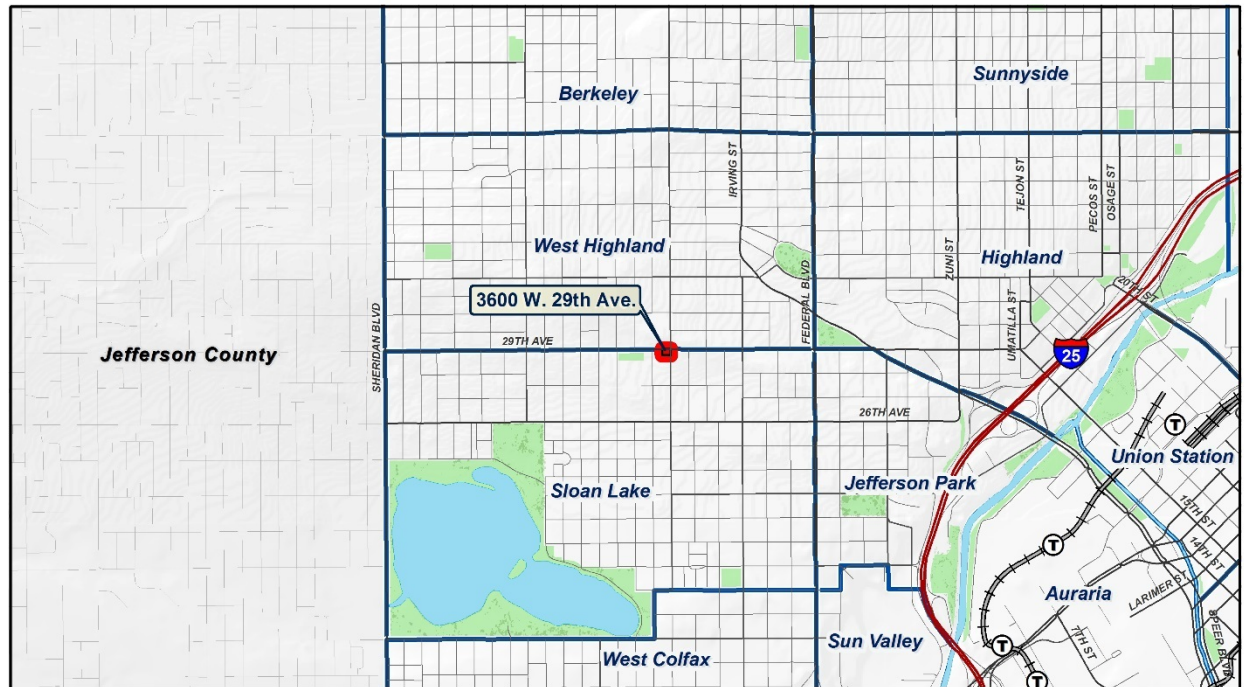 Sunnyside
Berkeley
IRVING ST
TEJON ST
PECOS ST
OSAGE ST
West Highland
Highland
ZUNI ST
FEDERAL BLVD
20TH ST
3600 W. 29th Ave.
UMATILLA ST
29TH AVE
SHERIDAN BLVD
Jefferson County
25
26TH AVE
T
Union Station
Jefferson Park
Sloan Lake
15TH ST
14TH ST
T
Auraria
LARIMER ST
SPEER BLVD
7TH ST
Sun Valley
T
West Colfax
T